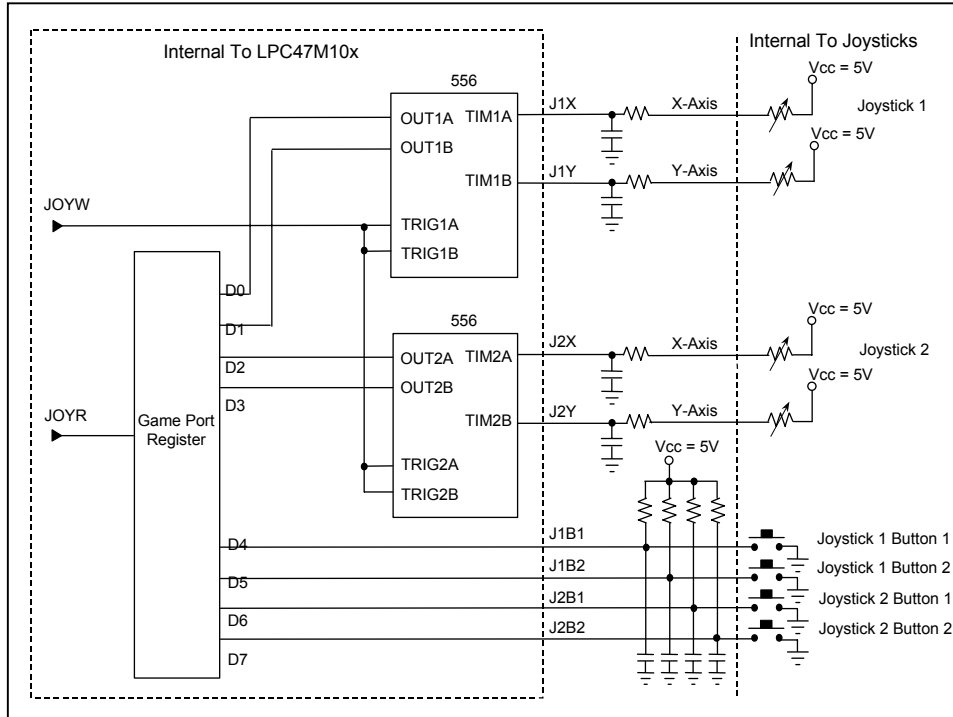 Internal To LPC47M10x
Internal To Joysticks
556
Vcc = 5V
OUT1A
TIM1A
J1X
X-Axis
Joystick 1
OUT1B
Vcc = 5V
TIM1B
J1Y
Y-Axis
JOYW
TRIG1A
TRIG1B
D0
556
Vcc = 5V
D1
OUT2A
TIM2A
J2X
X-Axis
Joystick 2
D2
OUT2B
Vcc = 5V
D3
JOYR
Game Port
Register
TIM2B
J2Y
Y-Axis
Vcc = 5V
TRIG2A
TRIG2B
D4
J1B1
Joystick 1 Button 1
D5
J1B2
Joystick 1 Button 2
D6
J2B1
Joystick 2 Button 1
D7
J2B2
Joystick 2 Button 2